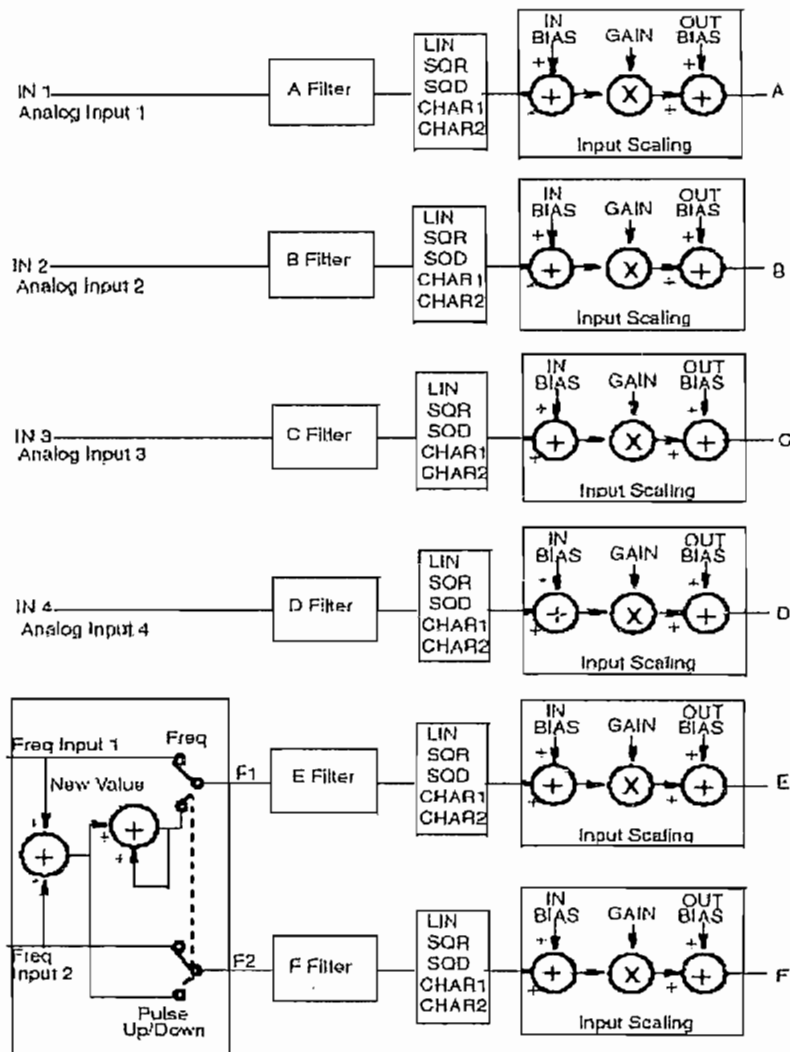 IN BIAS GAIN OUT BIAS
LIN
SQR
SQD
CHAR1
CHAR2
IN 1
Analog Input 1
A Filter
+ + + × + +
A
Input Scaling
IN BIAS GAIN OUT BIAS
LIN
SQR
SQD
CHAR1
CHAR2
IN 2
Analog Input 2
B Filter
+ + × + + +
B
Input Scaling
IN BIAS GAIN OUT BIAS
LIN
SQR
SQD
CHAR1
CHAR2
IN 3
Analog Input 3
C Filter
+ + + × + + +
C
Input Scaling
IN BIAS GAIN OUT BIAS
LIN
SQR
SQD
CHAR1
CHAR2
IN 4
Analog Input 4
D Filter
+ + × + + +
D
Input Scaling
IN BIAS GAIN OUT BIAS
LIN
SQR
SQD
CHAR1
CHAR2
Freq Input 1
Freq
New Value
F1
E Filter
+ + + × + + +
E
Input Scaling
+ + + +
IN BIAS GAIN OUT BIAS
LIN
SQR
SQD
CHAR1
CHAR2
Freq
Input 2
F2
F Filter
+ + + × + + +
F
Input Scaling
Pulse
Up/Down